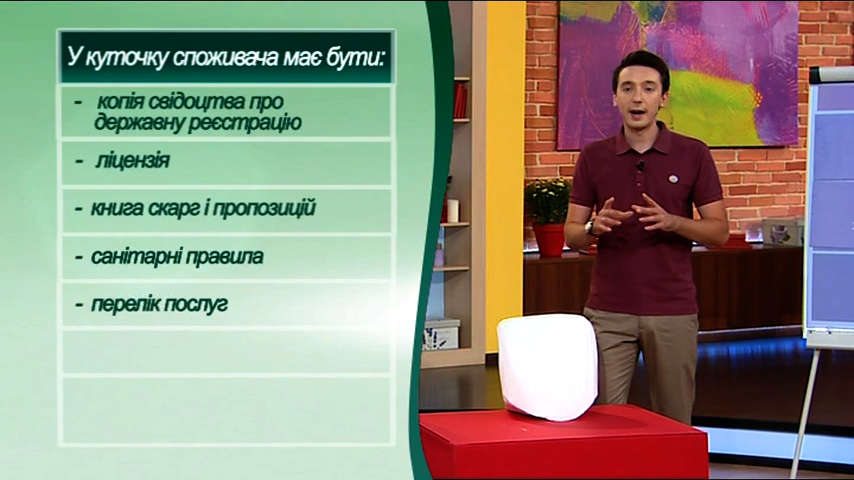 У куточку споживача має бути:
- копія свідоцтва про
державну реєстрацію
- ліцензія
- книга скарг і пропозицій
- санітарні правила
- перелік послуг